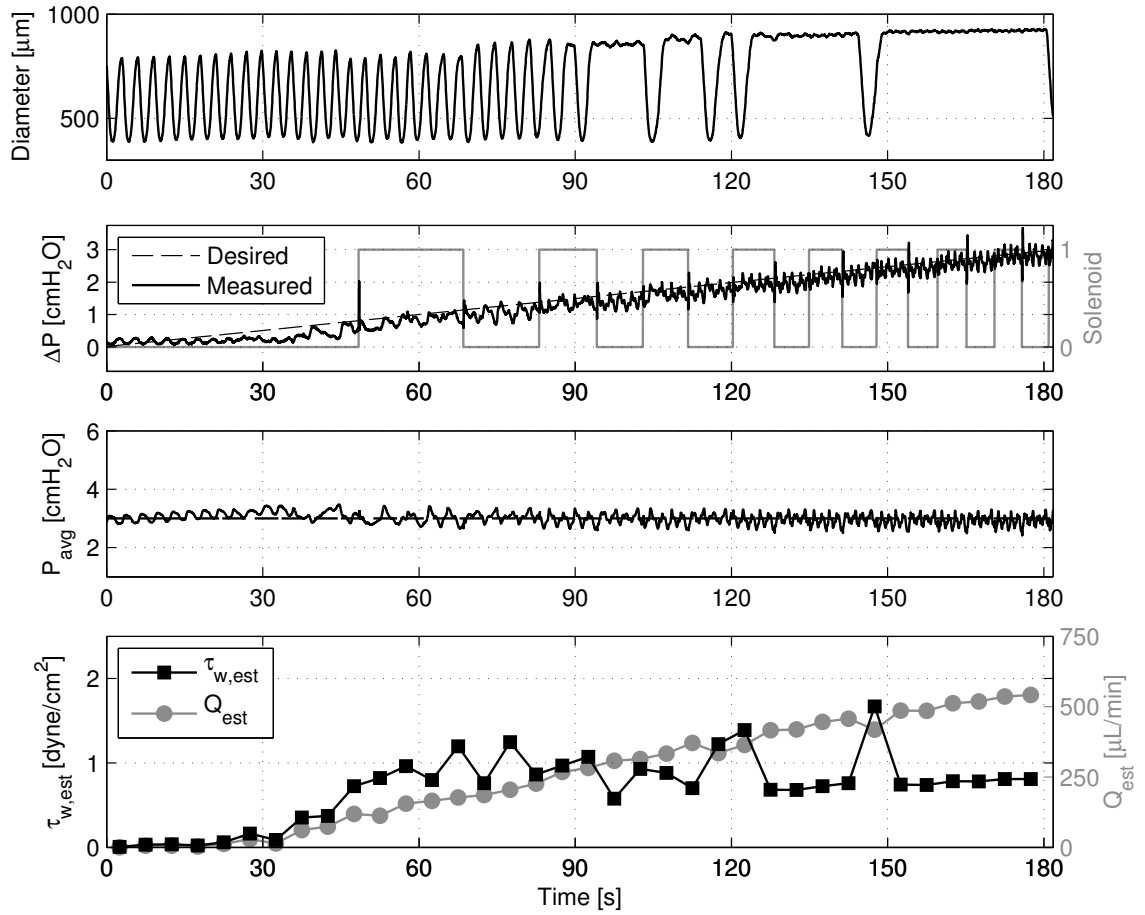 1000
500
Diameter [µm]
0 30 60 90 120 150 180
3
2
1
0
ΔP [cmH2O]
Desired
Measured
1
0
Solenoid
0 30 60 90 120 150 180
6
4
2
Pavg [cmH2O]
0 30 60 90 120 150 180
2
1
0
τw,est [dyne/cm2]
τw,est
Qest
750
500
250
0
Qest [µL/min]
0 30 60 90 120 150 180
Time [s]